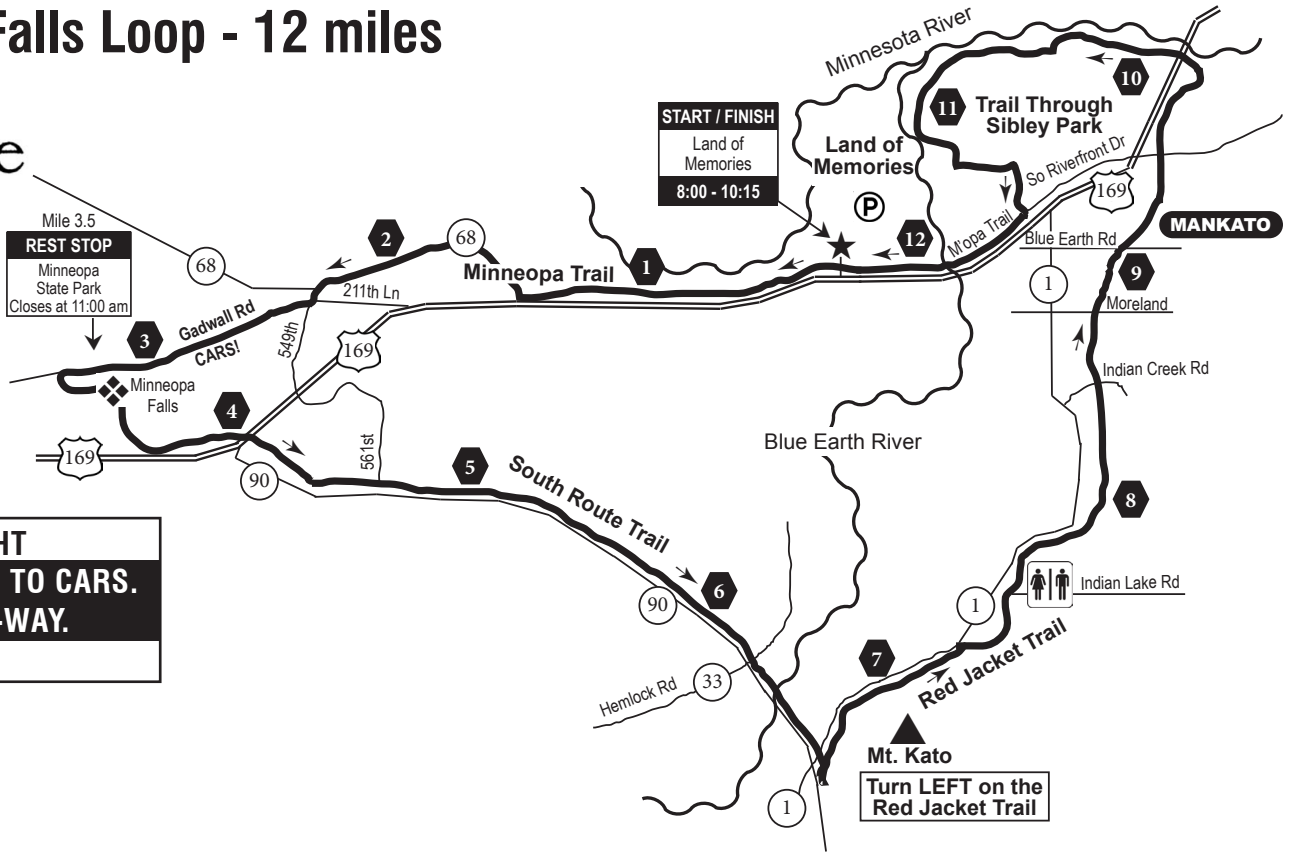 Falls Loop - 12 miles
e
Minnesota River
10
11
Trail Through
Sibley Park
START / FINISH
Land of
Memories
8:00 - 10:15
Land of
Memories
P
So Riverfront Dr
169
M'opa Trail
12
Blue Earth Rd
MANKATO
Mile 3.5
REST STOP
Minneopa
State Park
Closes at 11:00 am
68
2
68
Minneopa Trail
1
211th Ln
1
9
Moreland
3
Gadwall Rd
CARS!
549th
169
Indian Creek Rd
Minneopa
Falls
4
169
90
561st
5
South Route Trail
Blue Earth River
8
HT
TO CARS.
-WAY.
6
90
Indian Lake Rd
1
7
Red Jacket Trail
Hemlock Rd
33
Mt. Kato
Turn LEFT on the
Red Jacket Trail
1